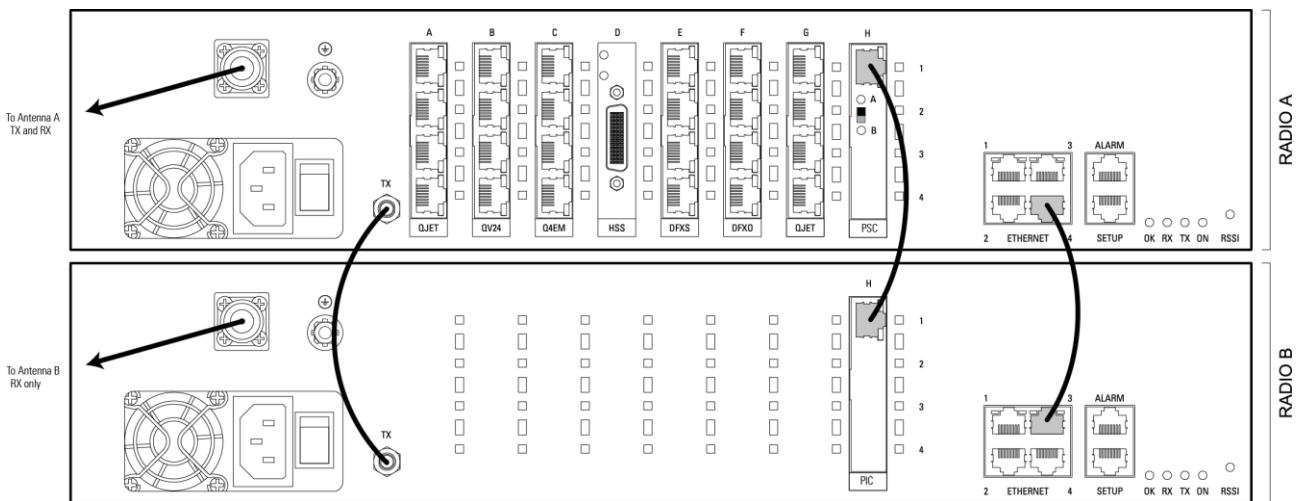 A B C D E F G H
1
A
To Antenna A
TX and RX
2
B
1 3 ALARM
3
TX
4
QJET QV24 Q4EM HSS DFXS DFXO QJET PSC
2 ETHERNET 4 SETUP OK RX TX ON RSSI
RADIO A
H
1
To Antenna B
RX only
2
1 3 ALARM
3
TX
4
PIC
2 ETHERNET 4 SETUP OK RX TX ON RSSI
RADIO B